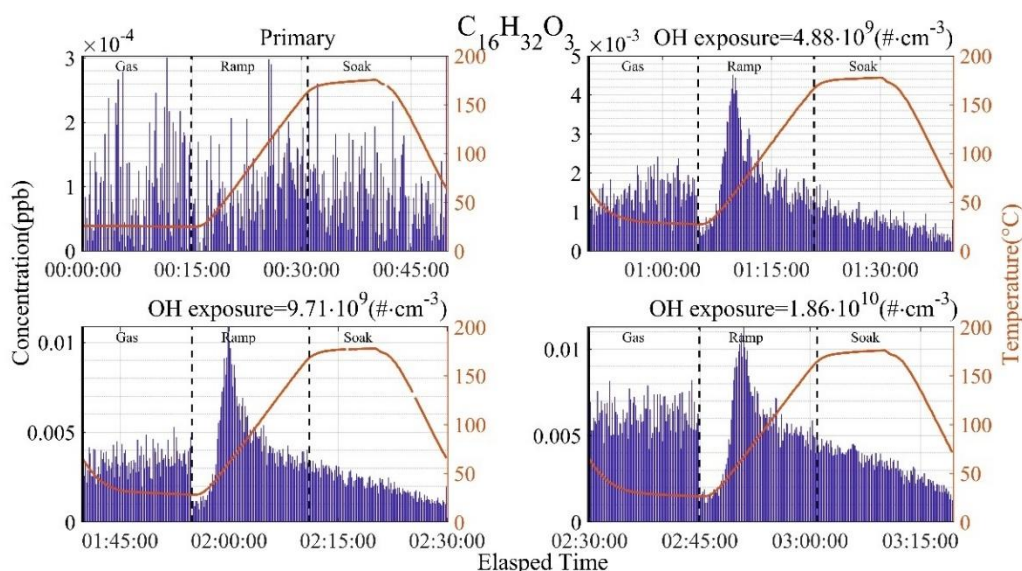 C16H32O3
Primary
×10-4
Gas Ramp Soak
3
2
1
0
200
150
100
50
0
00:00:00 00:15:00 00:30:00 00:45:00
OH exposure=4.88·10^9(#·cm-3)
×10-3
Gas Ramp Soak
5
4
3
2
1
0
200
150
100
50
0
01:00:00 01:15:00 01:30:00
OH exposure=9.71·10^9(#·cm-3)
Gas Ramp Soak
0.01
0.005
0
200
150
100
50
0
01:45:00 02:00:00 02:15:00 02:30:00
OH exposure=1.86·10^10(#·cm-3)
Gas Ramp Soak
0.01
0.005
0
200
150
100
50
0
02:30:00 02:45:00 03:00:00 03:15:00
Concentration(ppb)
Temperature(°C)
Elasped Time